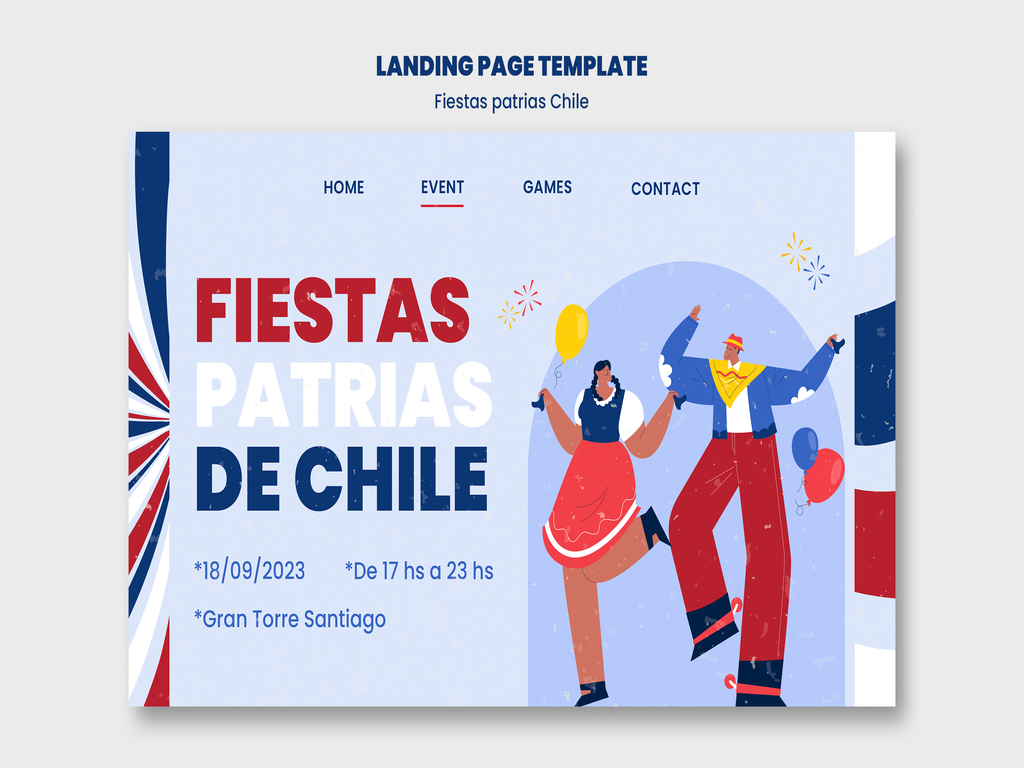 LANDING PAGE TEMPLATE
Fiestas patrias Chile
HOME EVENT GAMES CONTACT
FIESTAS
PATRIAS
DE CHILE
*18/09/2023 *De 17 hs a 23 hs
*Gran Torre Santiago